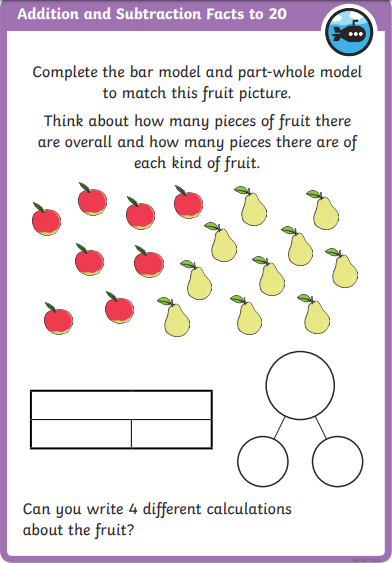 Addition and Subtraction Facts to 20
Complete the bar model and part-whole model
to match this fruit picture.
Think about how many pieces of fruit there
are overall and how many pieces there are of
each kind of fruit.
Can you write 4 different calculations
about the fruit?